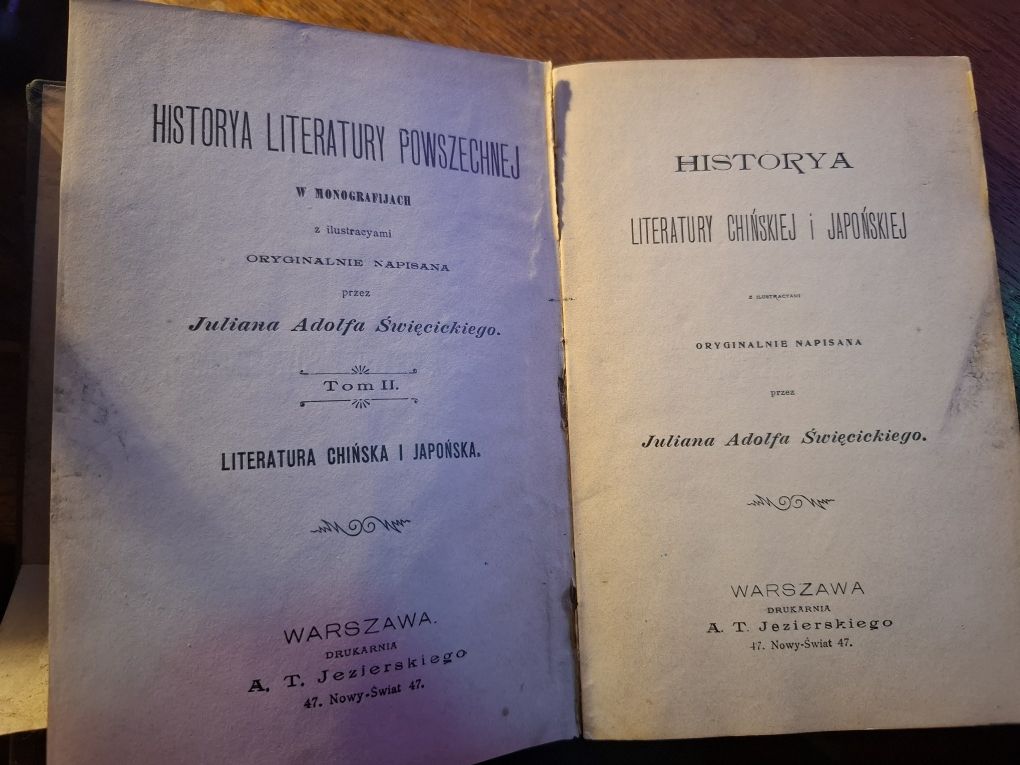 HISTORYA LITERATURY POWSZECHNEJ
W MONOGRAFIJACH
z ilustracyami
ORYGINALNIE NAPISANA
przez
Juliana Adolfa Święcickiego.
Tom II.
LITERATURA CHIŃSKA I JAPOŃSKA.
WARSZAWA.
DRUKARNIA
A. T. Jezierskiego
47. Nowy-Świat 47.
HISTORYA
LITERATURY CHIŃSKIEJ i JAPOŃSKIEJ
Z ILUSTRACYAMI
ORYGINALNIE NAPISANA
przez
Juliana Adolfa Święcickiego.
WARSZAWA
DRUKARNIA
A. T. Jezierskiego
47. Nowy-Świat 47.